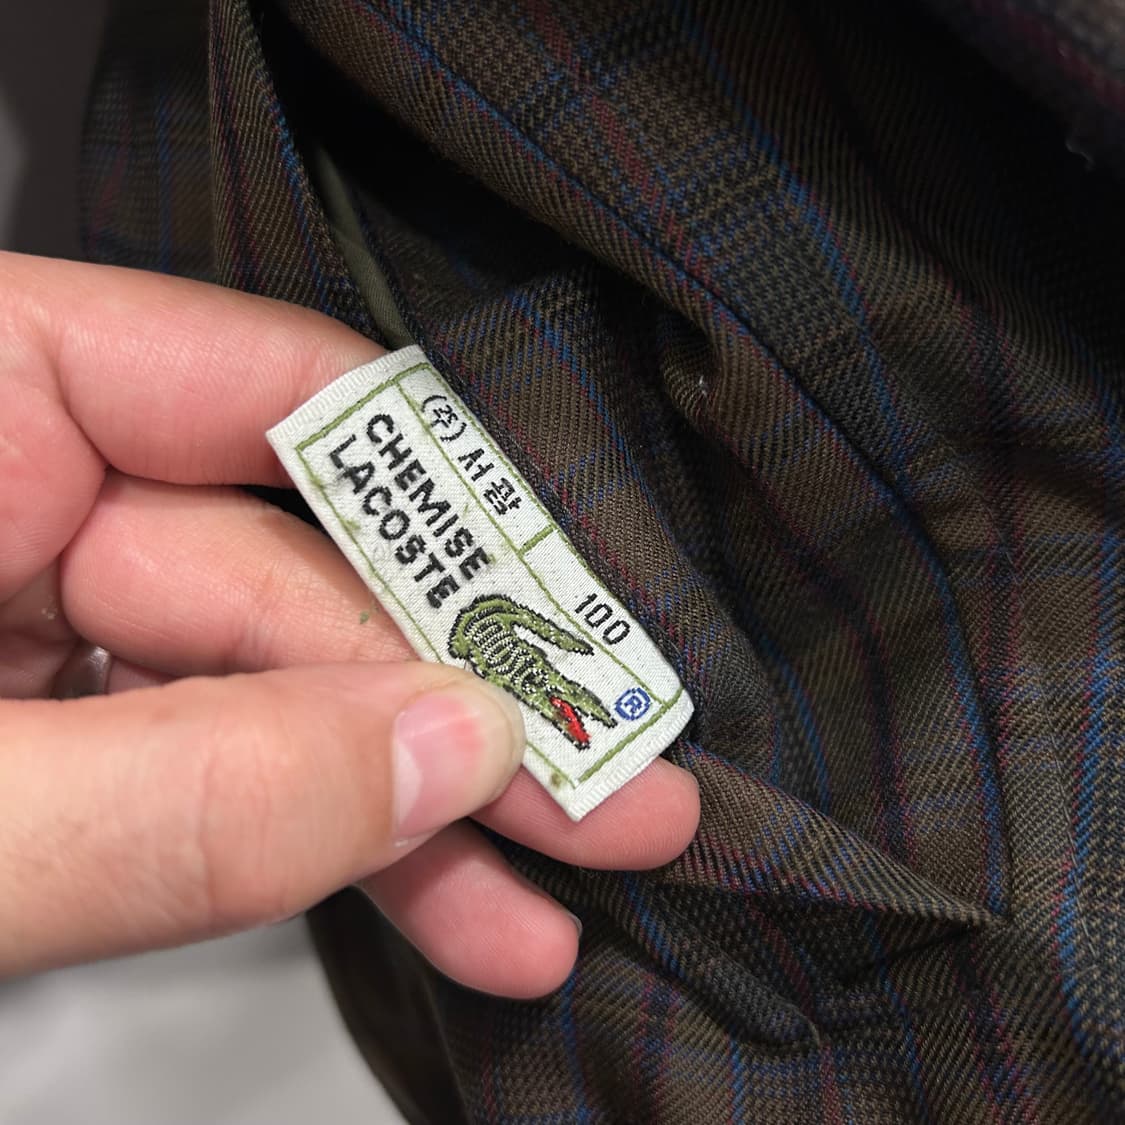 (주) 서광
100
CHEMISE
LACOSTE
®